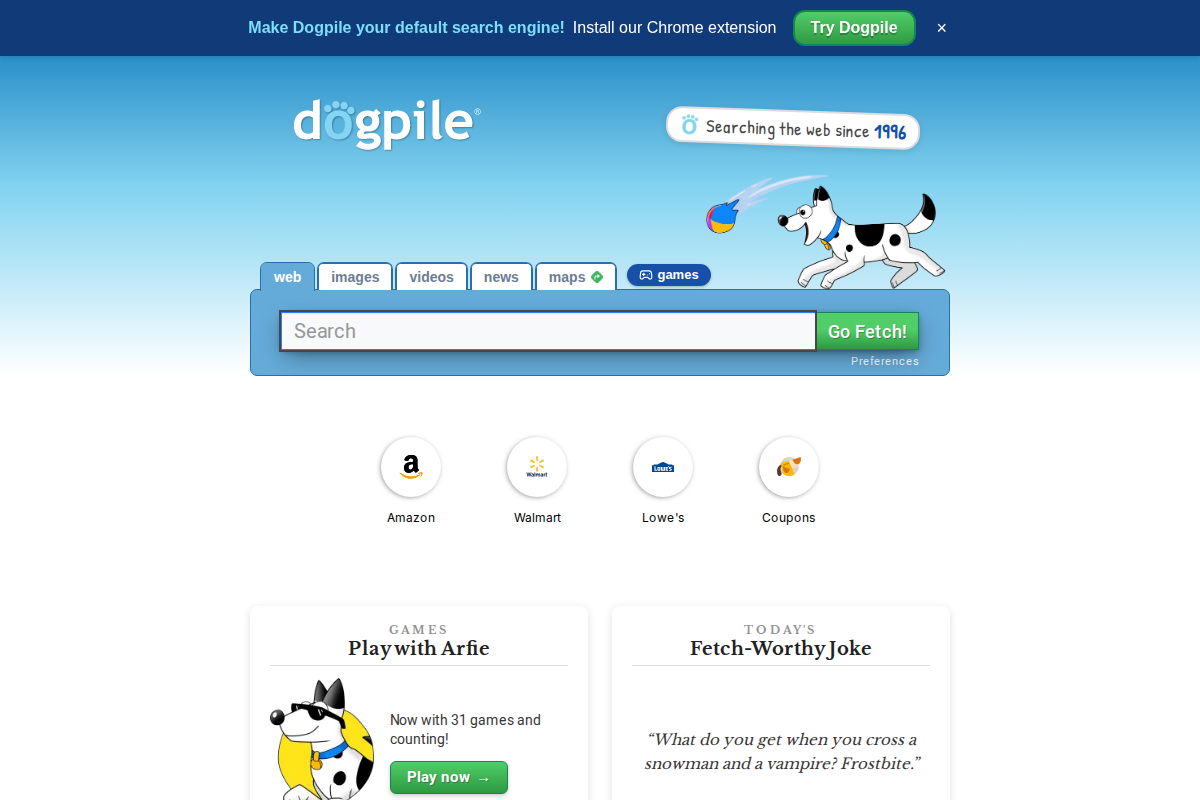 Make Dogpile your default search engine! Install our Chrome extension Try Dogpile ×
dogpile®
Searching the web since 1996
web images videos news maps games
Search Go Fetch!
Preferences
a Walmart LOWE'S
Amazon Walmart Lowe's Coupons
GAMES
Play with Arfie
Now with 31 games and
counting!
Play now →
TODAY'S
Fetch-Worthy Joke
“What do you get when you cross a
snowman and a vampire? Frostbite.”